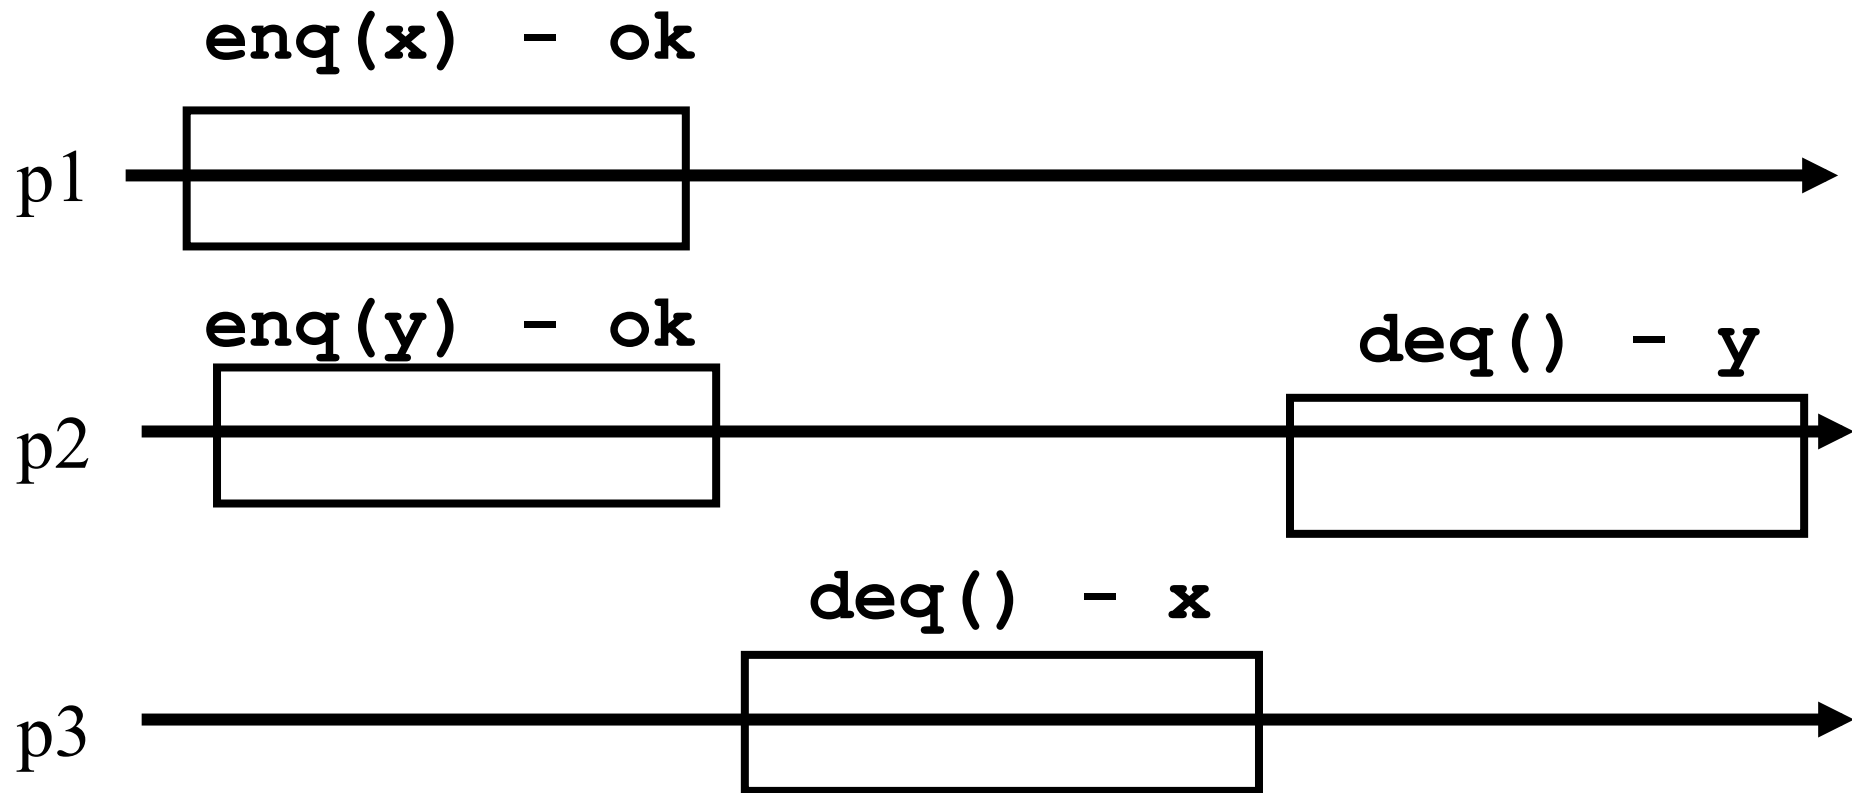 enq(x) - ok
p1
enq(y) - ok
deq() - y
p2
deq() - x
p3